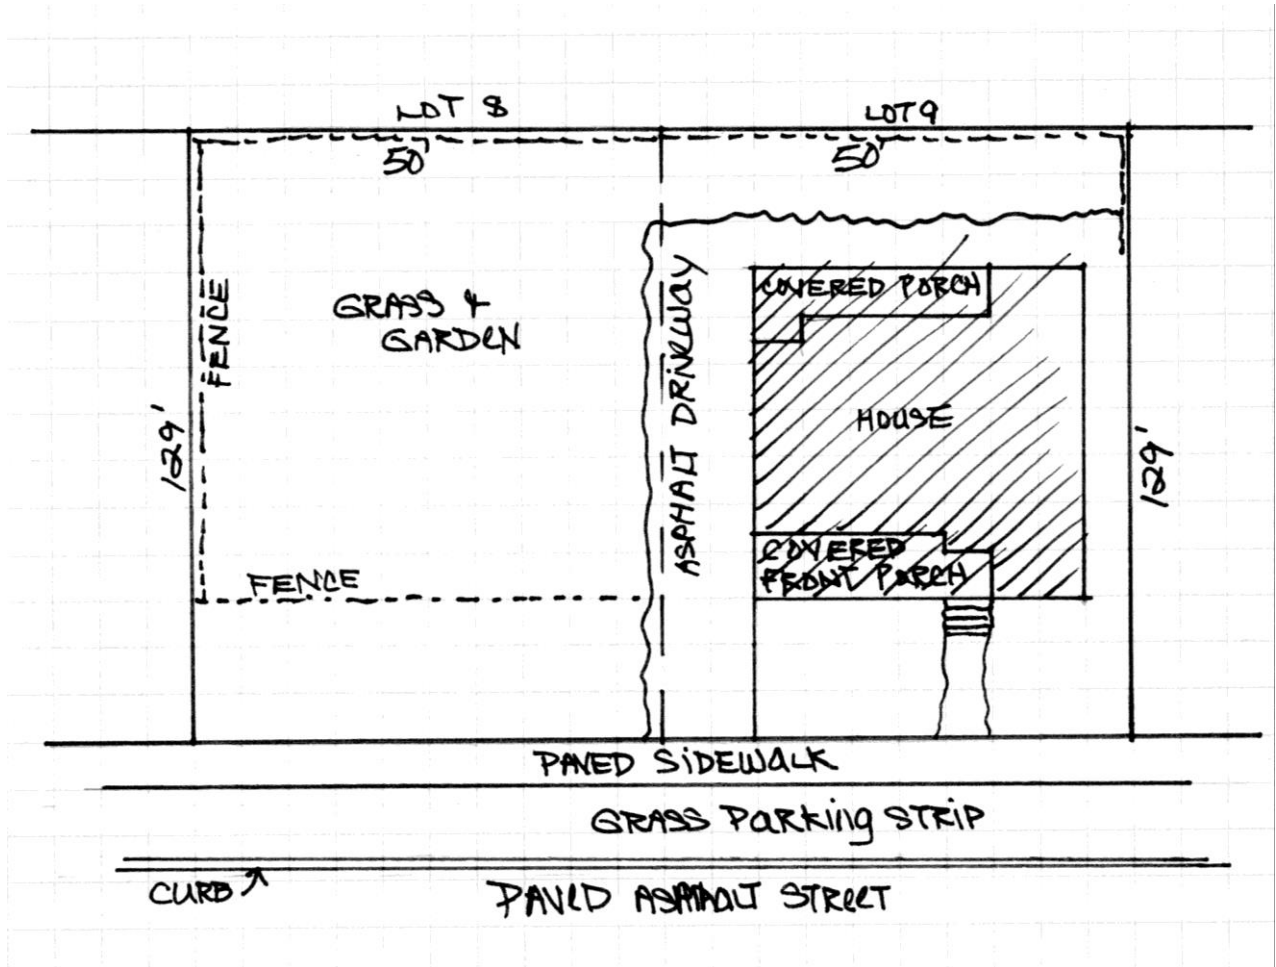 LOT 8
LOT 9
50'
50'
GRASS &
GARDEN
FENCE
129'
FENCE
ASPHALT DRIVEWAY
COVERED PORCH
HOUSE
COVERED
FRONT PORCH
129'
PAVED SIDEWALK
GRASS Parking STRIP
CURB
PAVED ASPHALT STREET